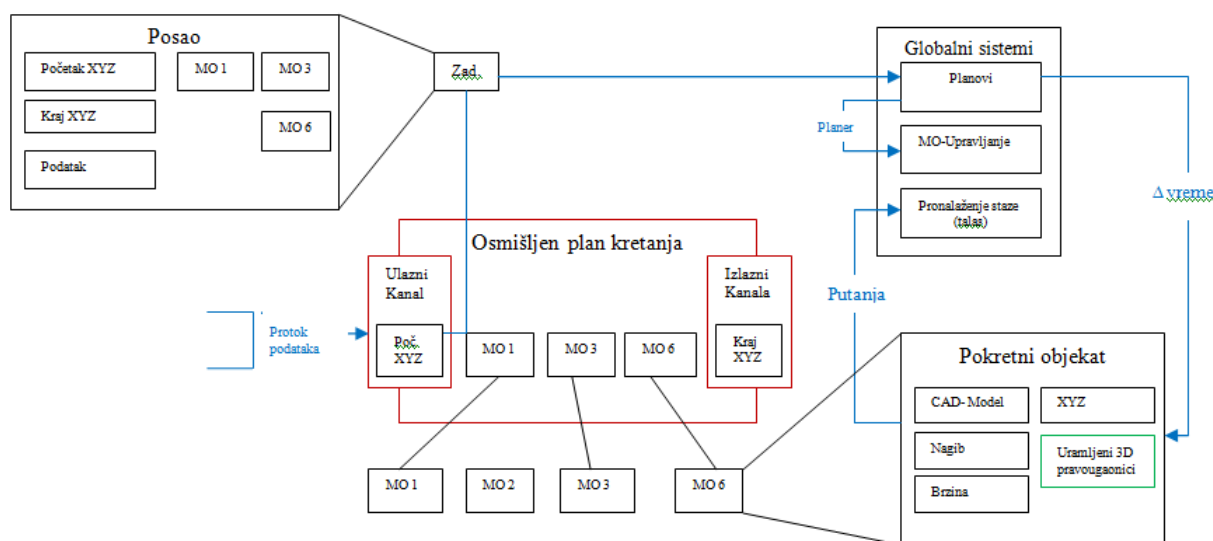 Posao
Početak XYZ
MO 1
MO 3
Kraj XYZ
MO 6
Podatak
Zad.
Globalni sistemi
Planovi
Planer
MO-Upravljanje
Pronalaženje staze
(talas)
Δ vreme
Osmišljen plan kretanja
Ulazni
Kanal
Izlazni
Kanala
Putanja
Protok
podataka
Poč.
XYZ
MO 1
MO 3
MO 6
Kraj
XYZ
Pokretni objekat
CAD- Model
XYZ
Nagib
Uramljeni 3D
pravougaonici
Brzina
MO 1
MO 2
MO 3
MO 6